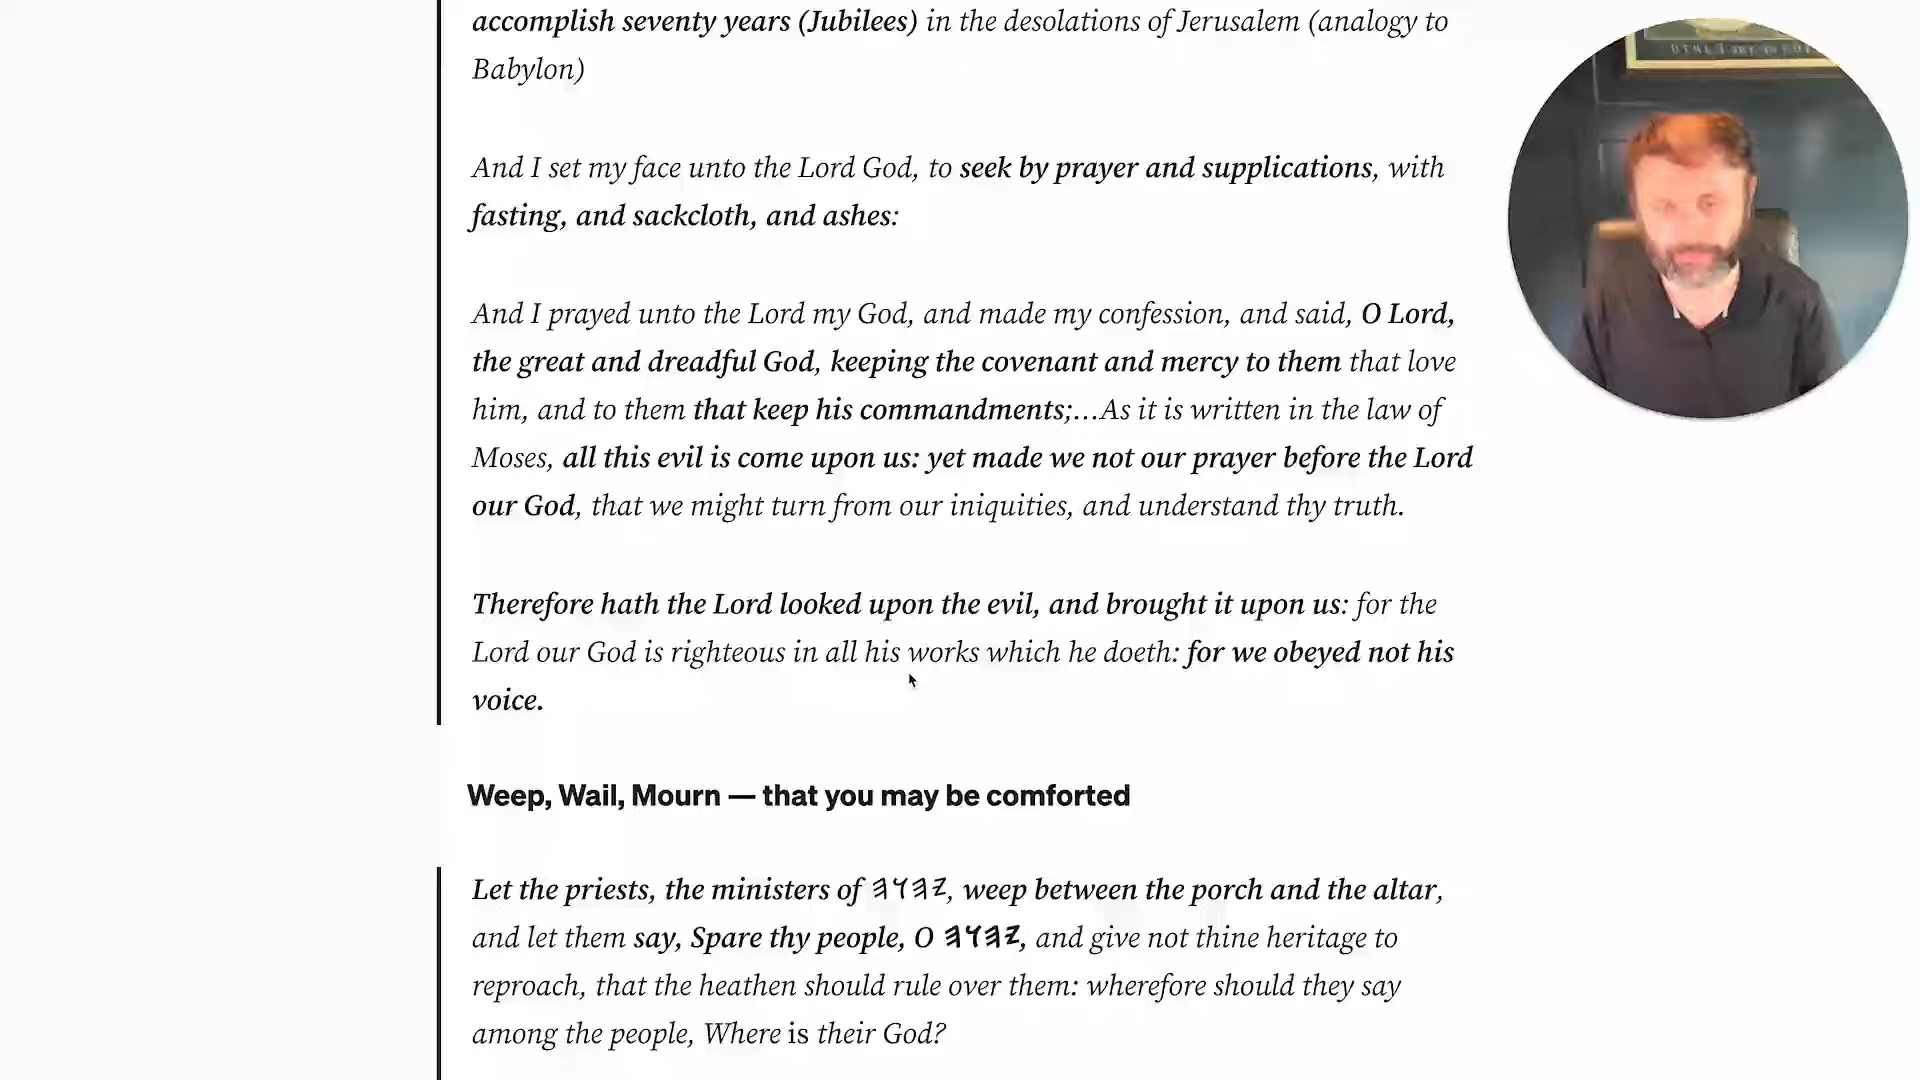 accomplish seventy years (Jubilees) in the desolations of Jerusalem (analogy to
Babylon)
And I set my face unto the Lord God, to seek by prayer and supplications, with
fasting, and sackcloth, and ashes:
And I prayed unto the Lord my God, and made my confession, and said, O Lord,
the great and dreadful God, keeping the covenant and mercy to them that love
him, and to them that keep his commandments;…As it is written in the law of
Moses, all this evil is come upon us: yet made we not our prayer before the Lord
our God, that we might turn from our iniquities, and understand thy truth.
Therefore hath the Lord looked upon the evil, and brought it upon us: for the
Lord our God is righteous in all his works which he doeth: for we obeyed not his
voice.
Weep, Wail, Mourn — that you may be comforted
Let the priests, the ministers of 𐤉𐤄𐤅𐤄, weep between the porch and the altar,
and let them say, Spare thy people, O 𐤉𐤄𐤅𐤄, and give not thine heritage to
reproach, that the heathen should rule over them: wherefore should they say
among the people, Where is their God?